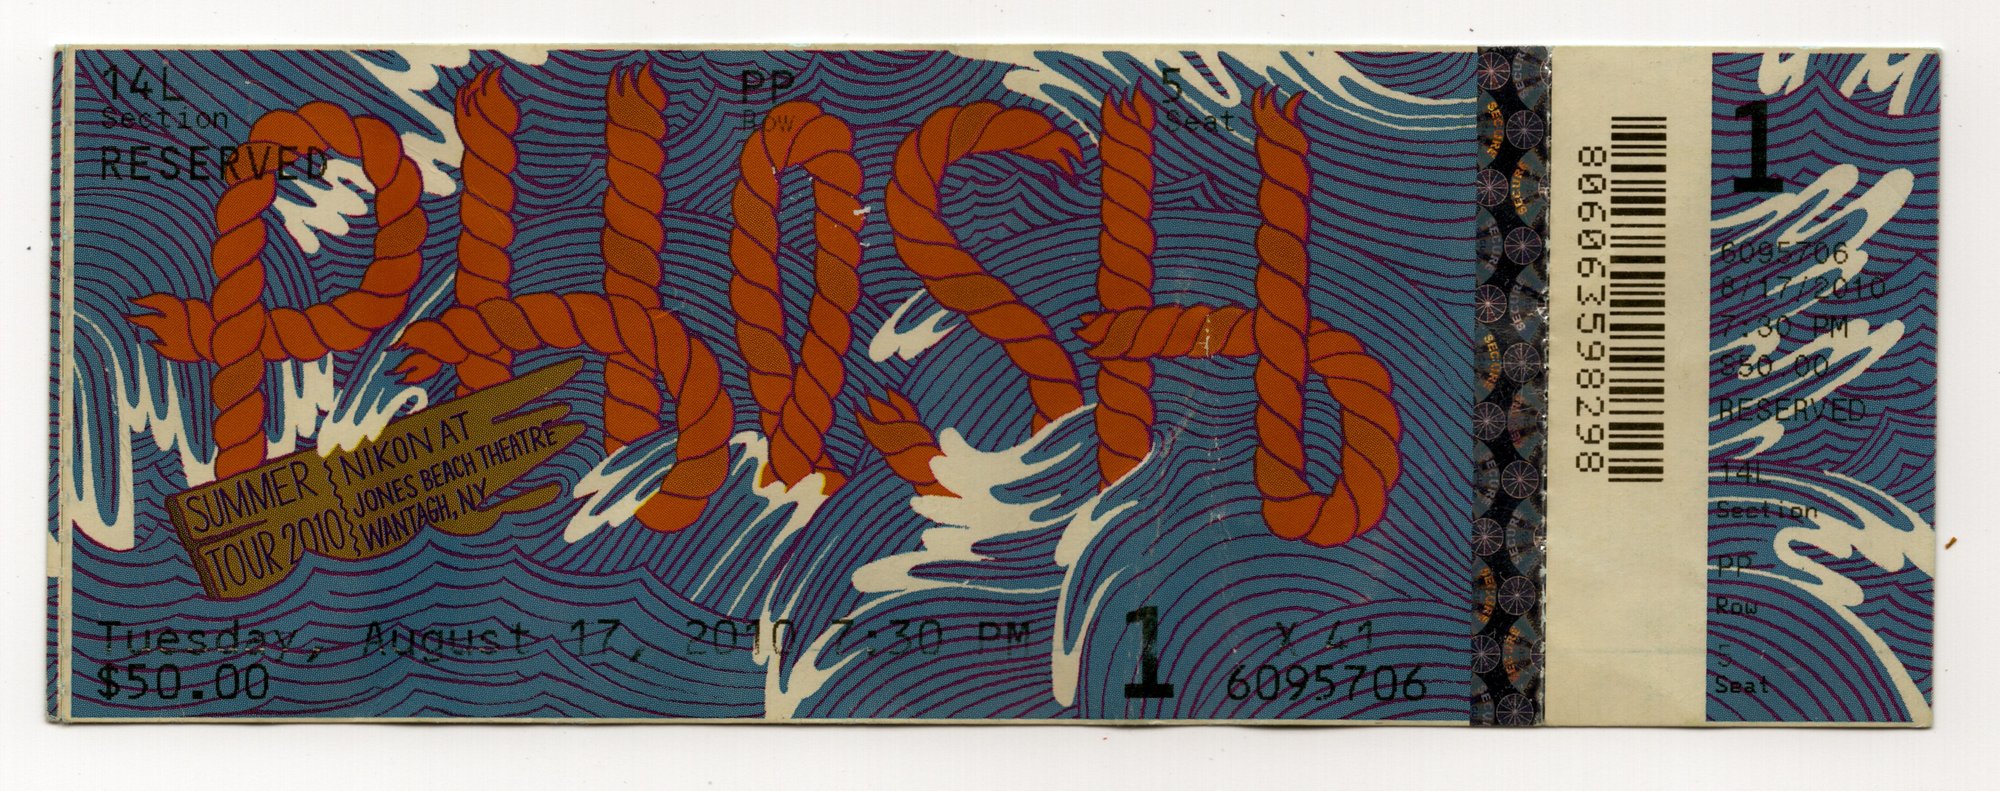 14L
Section
RESERVED
PP
Row
5
Seat
PHISH
SUMMER
TOUR 2010
NIKON AT
JONES BEACH THEATRE
WANTAGH, NY
Tuesday, August 17, 2010 7:30 PM
$50.00
1
X 41
6095706
SECURE
806063598298
1
6095706
8/17/2010
7:30 PM
$50.00
RESERVED
14L
Section
PP
Row
5
Seat